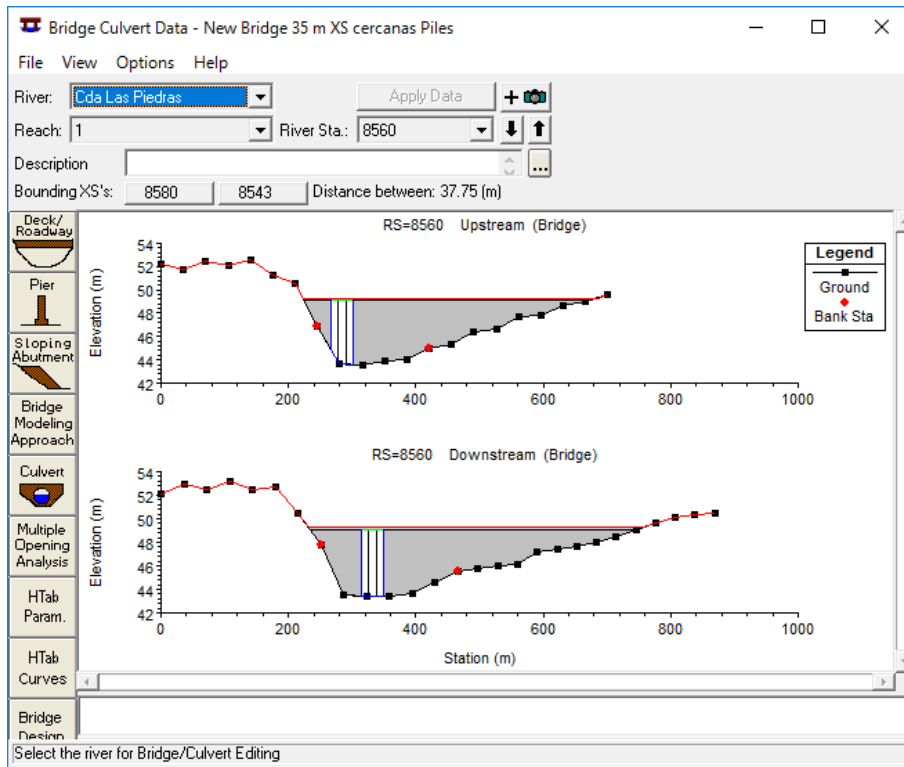 Bridge Culvert Data - New Bridge 35 m XS cercanas Piles
File View Options Help
River: Cda Las Piedras Apply Data +
Reach: 1 River Sta.: 8560
Description ...
Bounding XS's: 8580 8543 Distance between: 37.75 (m)
Deck/
Roadway
Pier
Sloping
Abutment
Bridge
Modeling
Approach
Culvert
Multiple
Opening
Analysis
HTab
Param.
HTab
Curves
Bridge
Design
RS=8560 Upstream (Bridge)
54
52
50
48
46
44
42
Elevation (m)
0 200 400 600 800 1000
Legend
Ground
Bank Sta
RS=8560 Downstream (Bridge)
54
52
50
48
46
44
42
Elevation (m)
0 200 400 600 800 1000
Station (m)
Select the river for Bridge/Culvert Editing